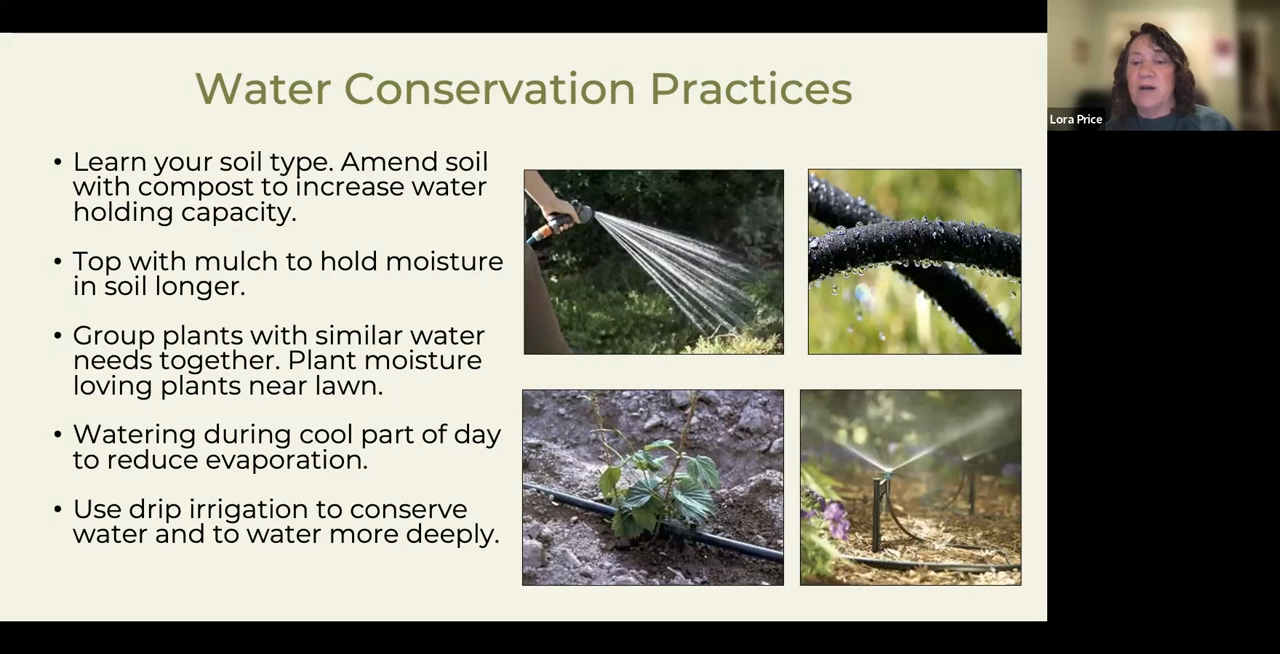 Water Conservation Practices
• Learn your soil type. Amend soil
with compost to increase water
holding capacity.
• Top with mulch to hold moisture
in soil longer.
• Group plants with similar water
needs together. Plant moisture
loving plants near lawn.
• Watering during cool part of day
to reduce evaporation.
• Use drip irrigation to conserve
water and to water more deeply.
Lora Price